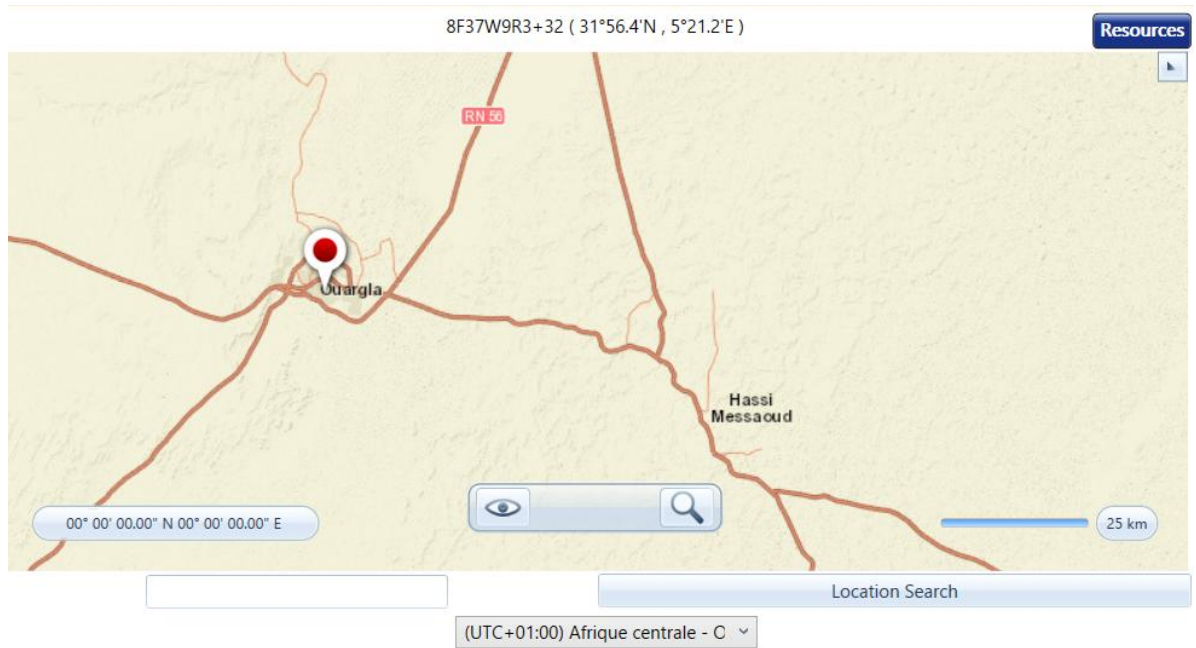 8F37W9R3+32 ( 31°56.4'N , 5°21.2'E )
Resources
RN 56
Ouargla
Hassi
Messaoud
00° 00' 00.00" N 00° 00' 00.00" E
25 km
Location Search
(UTC+01:00) Afrique centrale - O